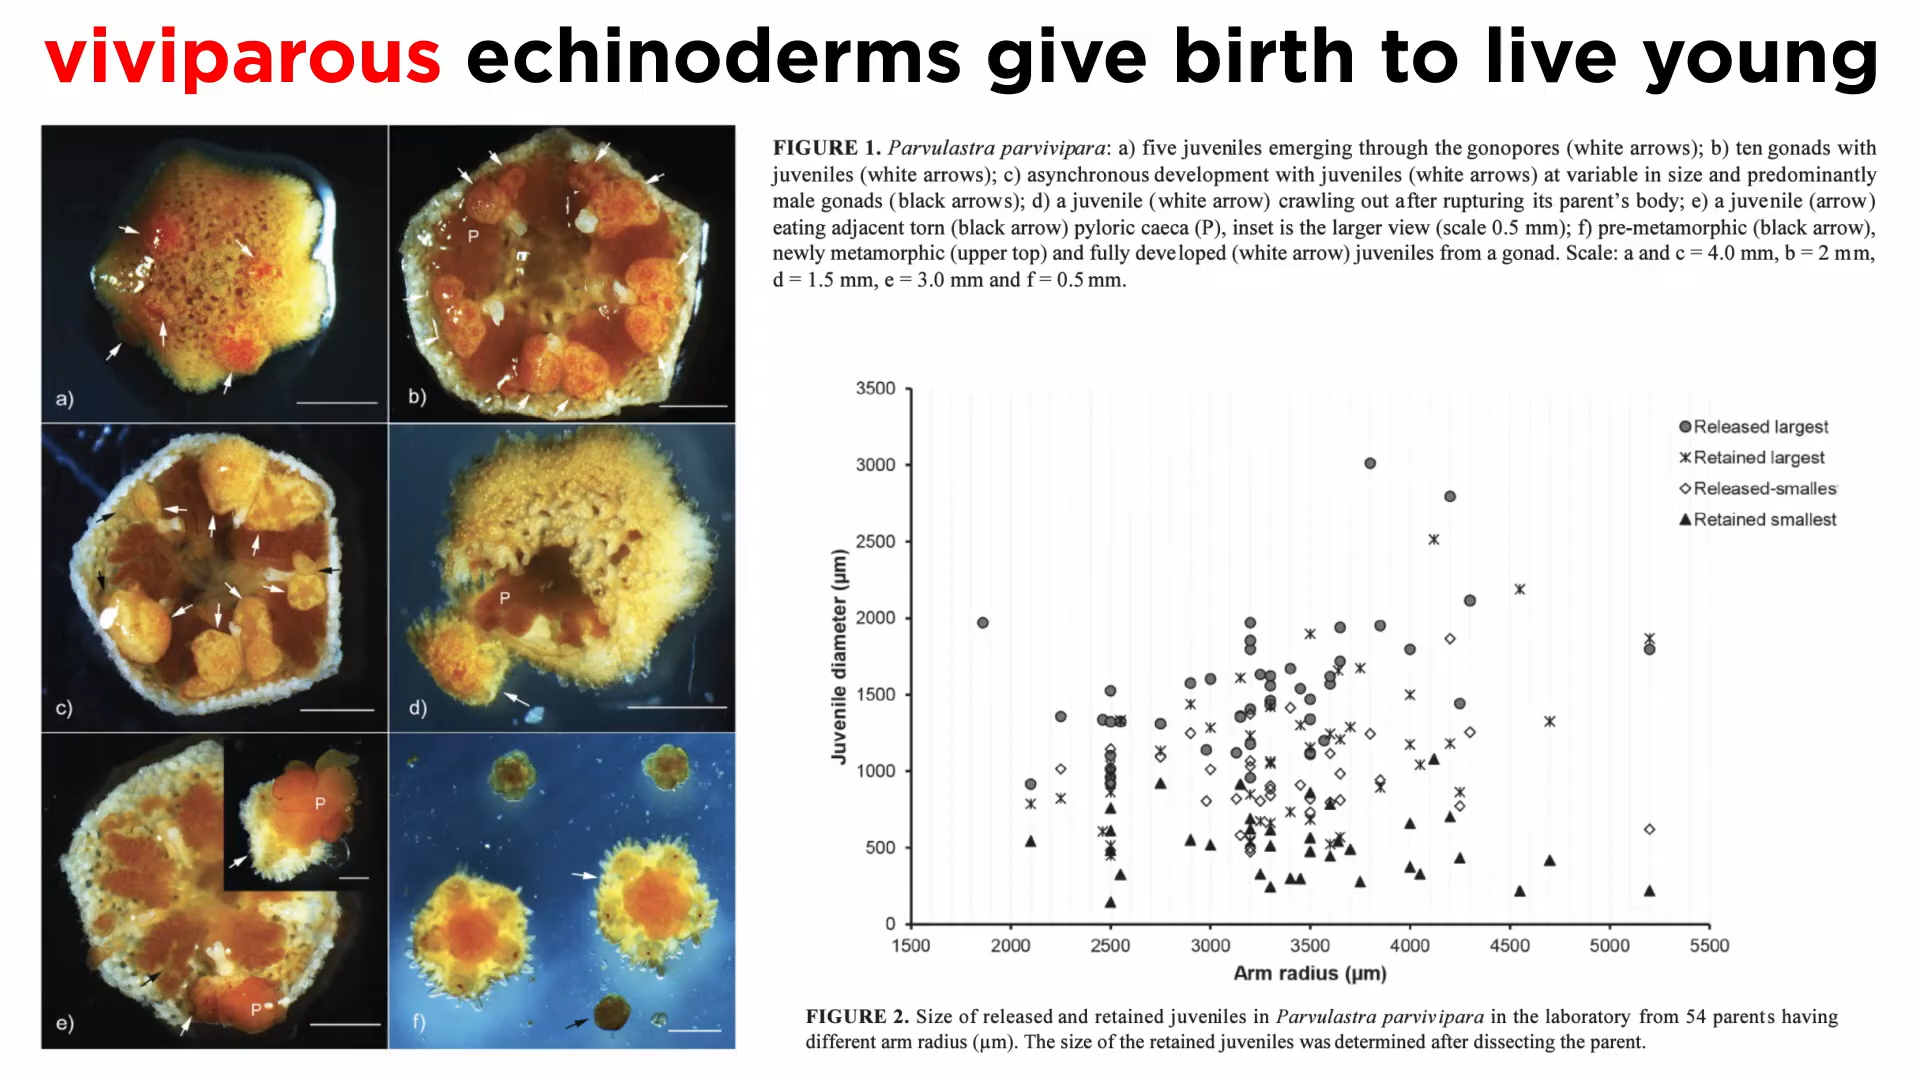 viviparous echinoderms give birth to live young
FIGURE 1. Parvulastra parvivipara: a) five juveniles emerging through the gonopores (white arrows); b) ten gonads with
juveniles (white arrows); c) asynchronous development with juveniles (white arrows) at variable in size and predominantly
male gonads (black arrows); d) a juvenile (white arrow) crawling out after rupturing its parent's body; e) a juvenile (arrow)
eating adjacent torn (black arrow) pyloric caeca (P), inset is the larger view (scale 0.5 mm); f) pre-metamorphic (black arrow),
newly metamorphic (upper top) and fully developed (white arrow) juveniles from a gonad. Scale: a and c = 4.0 mm, b = 2 mm,
d = 1.5 mm, e = 3.0 mm and f = 0.5 mm.
P
a)
b)
P
c)
d)
P
P
e)
f)
3500
3000
2500
2000
1500
1000
500
0
Juvenile diameter (µm)
Released largest
Retained largest
Released-smalles
Retained smallest
1500 2000 2500 3000 3500 4000 4500 5000 5500
Arm radius (µm)
FIGURE 2. Size of released and retained juveniles in Parvulastra parvivipara in the laboratory from 54 parents having
different arm radius (µm). The size of the retained juveniles was determined after dissecting the parent.